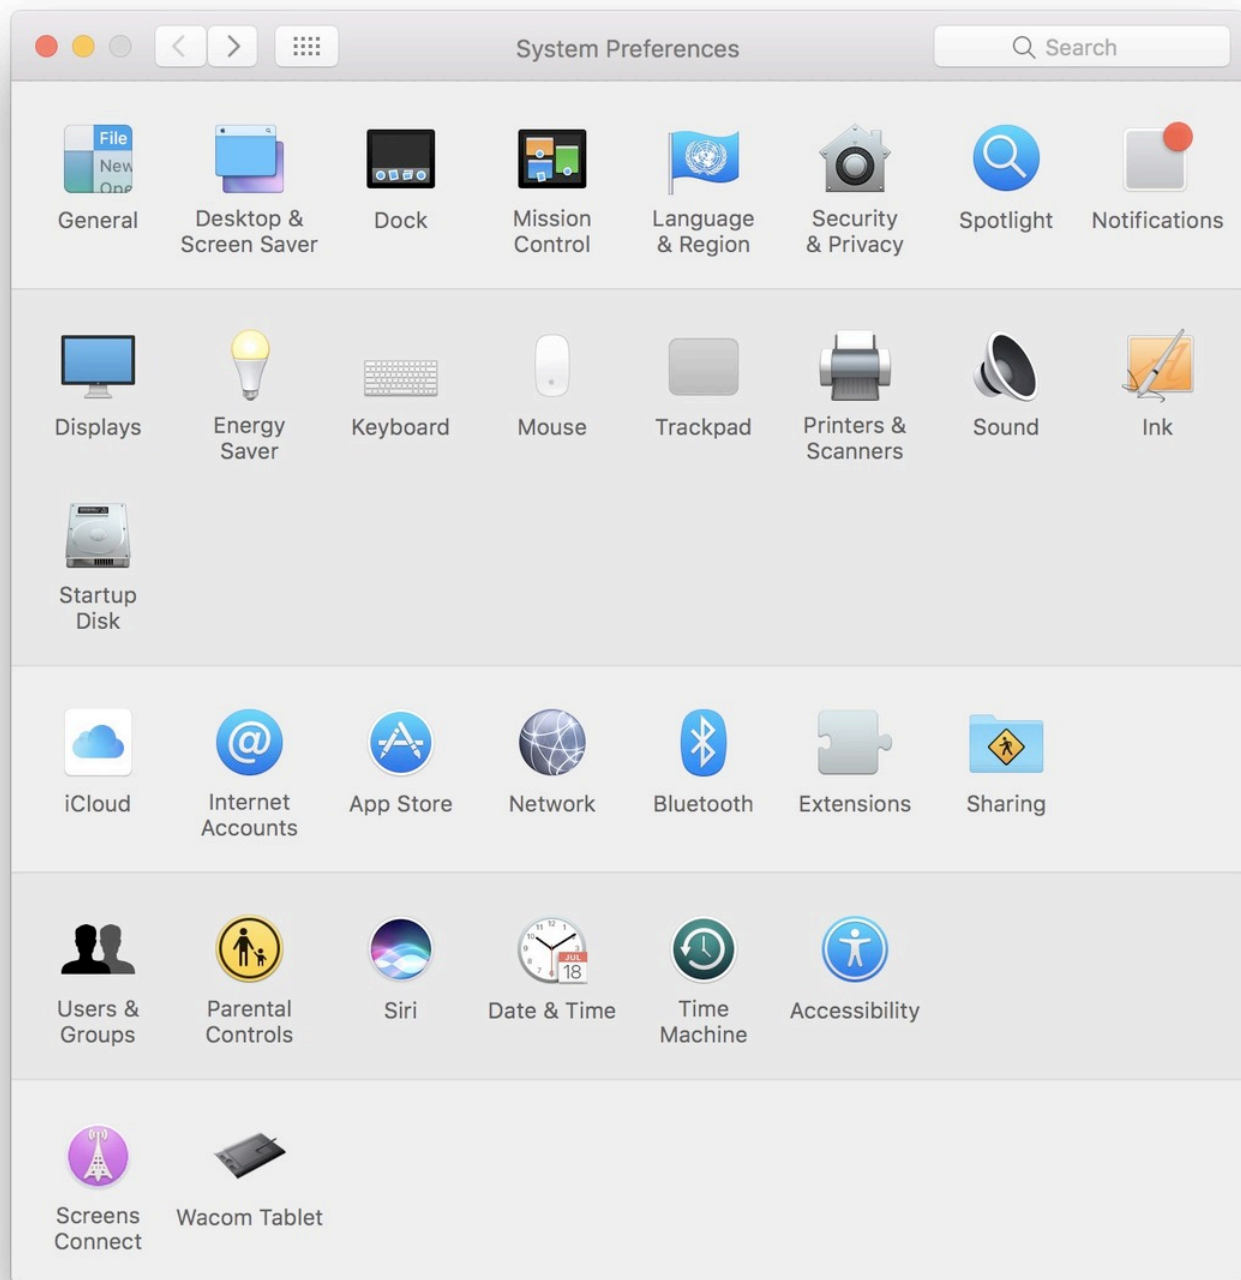 System Preferences
Search
File
New
General
Desktop &
Screen Saver
Dock
Mission
Control
Language
& Region
Security
& Privacy
Spotlight
Notifications
Displays
Energy
Saver
Keyboard
Mouse
Trackpad
Printers &
Scanners
Sound
Ink
Startup
Disk
iCloud
Internet
Accounts
App Store
Network
Bluetooth
Extensions
Sharing
JUL
18
Users &
Groups
Parental
Controls
Siri
Date & Time
Time
Machine
Accessibility
Screens
Connect
Wacom Tablet